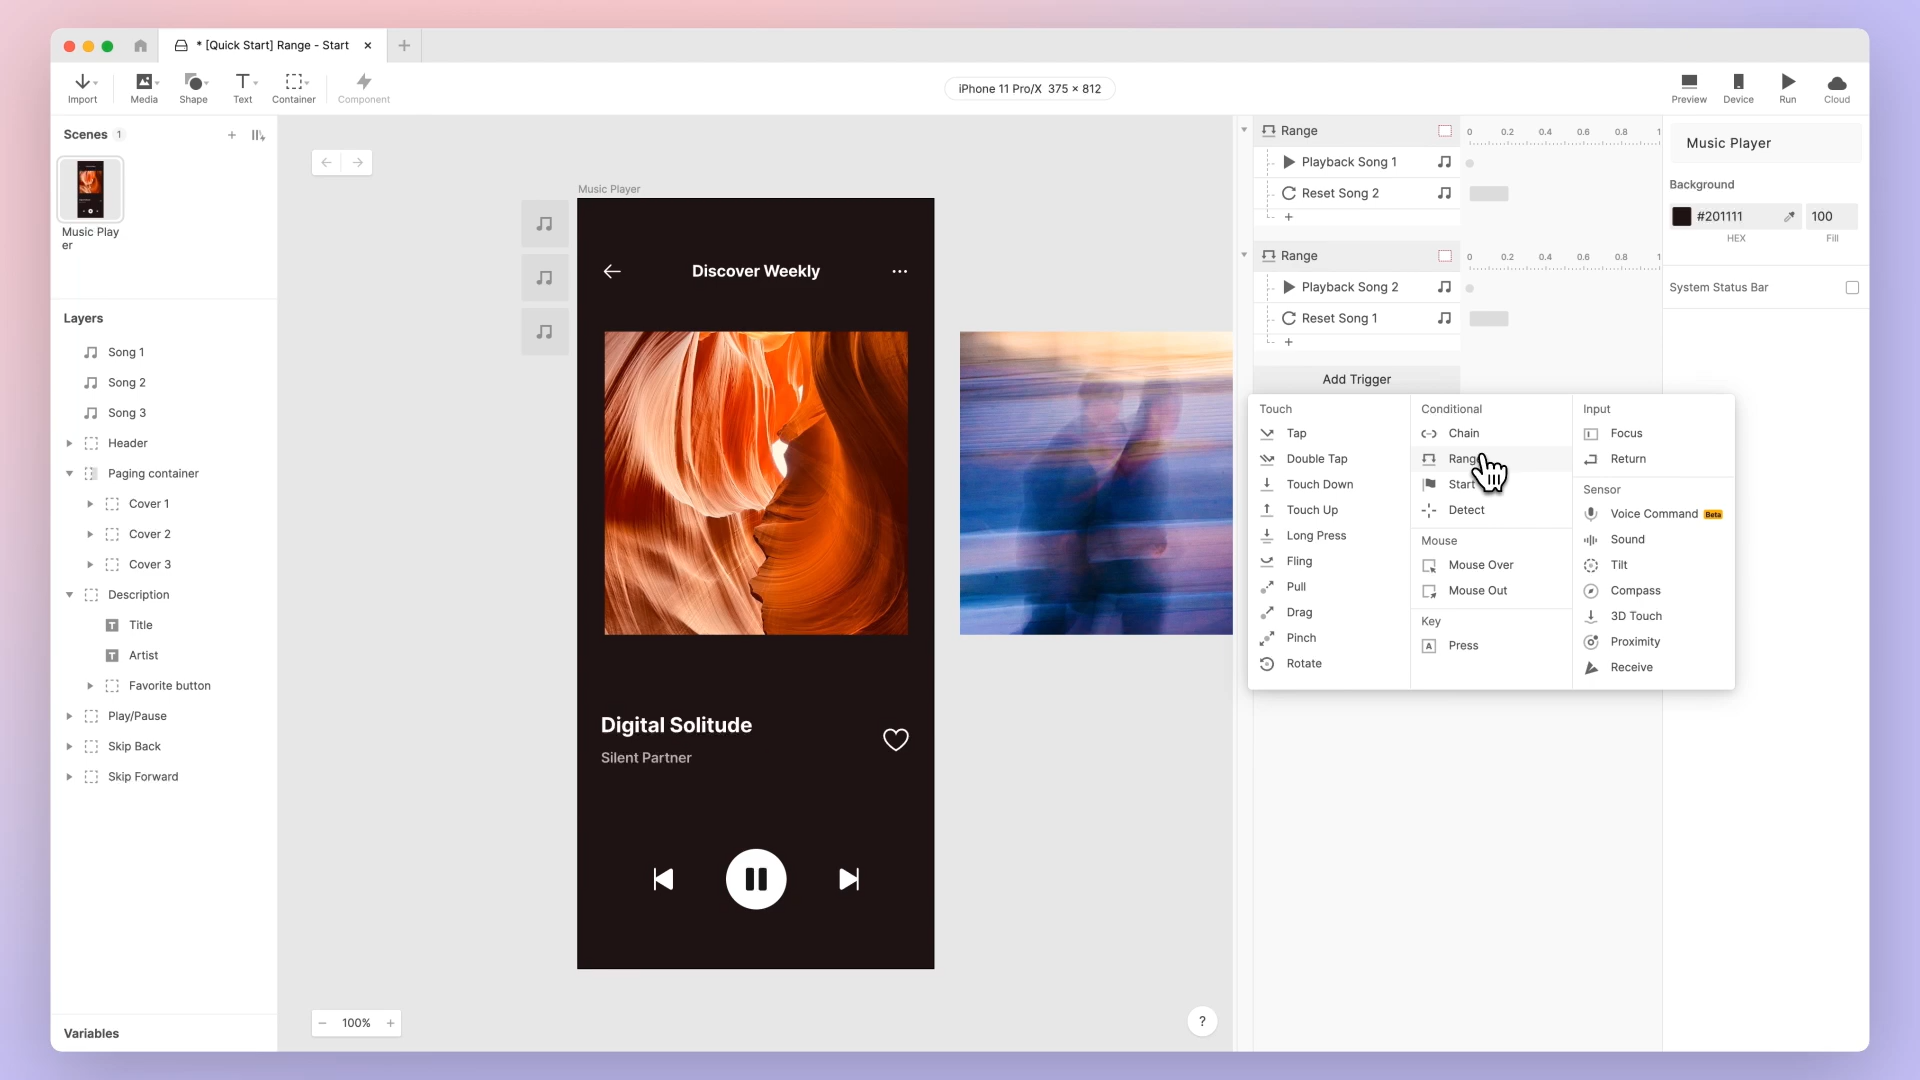 * [Quick Start] Range - Start
Import
Media
Shape
Text
Container
Component
iPhone 11 Pro/X 375 × 812
Preview
Device
Run
Cloud
Scenes 1
Music Play
er
Layers
Song 1
Song 2
Song 3
Header
Paging container
Cover 1
Cover 2
Cover 3
Description
Title
Artist
Favorite button
Play/Pause
Skip Back
Skip Forward
Variables
Music Player
Discover Weekly
Digital Solitude
Silent Partner
100%
?
Range
0 0.2 0.4 0.6 0.8 1
Playback Song 1
Reset Song 2
Range
0 0.2 0.4 0.6 0.8 1
Playback Song 2
Reset Song 1
Add Trigger
Touch
Tap
Double Tap
Touch Down
Touch Up
Long Press
Fling
Pull
Drag
Pinch
Rotate
Conditional
Chain
Range
Start
Detect
Mouse
Mouse Over
Mouse Out
Key
A Press
Input
Focus
Return
Sensor
Voice Command Beta
Sound
Tilt
Compass
3D Touch
Proximity
Receive
Music Player
Background
#201111 100
HEX Fill
System Status Bar